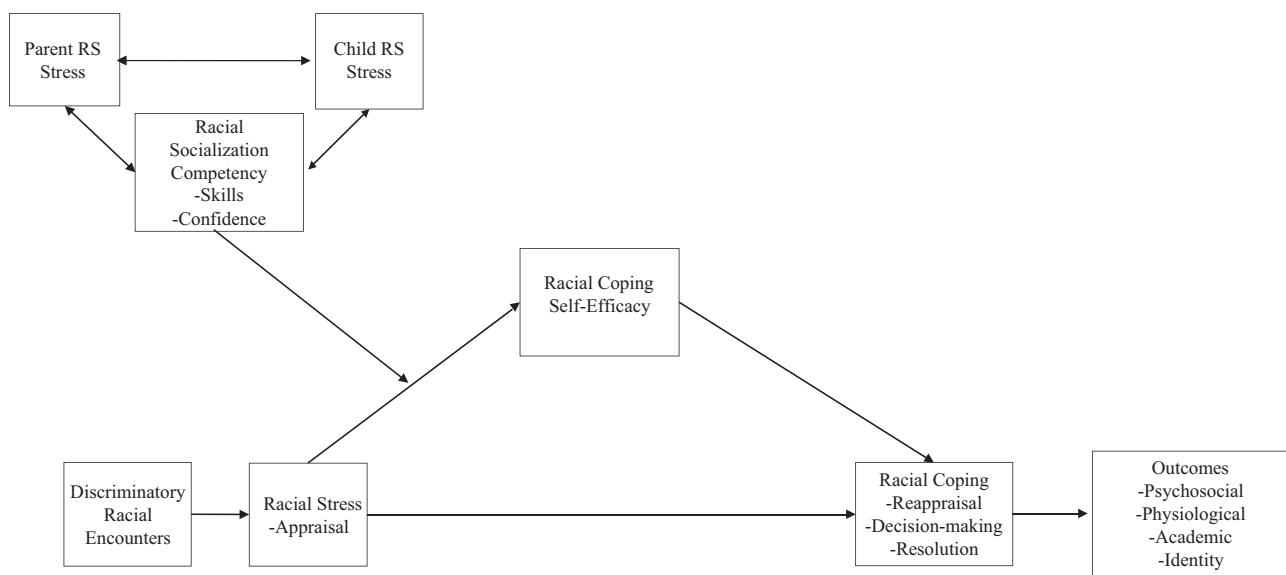 Parent RS
Stress
Child RS
Stress
Racial
Socialization
Competency
-Skills
-Confidence
Racial Coping
Self-Efficacy
Discriminatory
Racial
Encounters
Racial Stress
-Appraisal
Racial Coping
-Reappraisal
-Decision-making
-Resolution
Outcomes
-Psychosocial
-Physiological
-Academic
-Identity